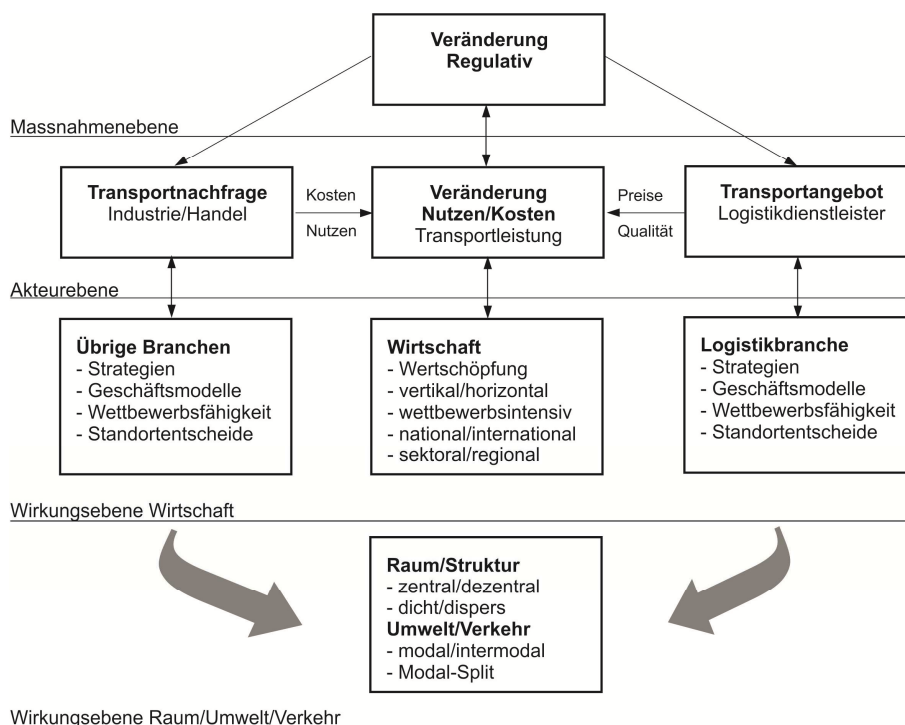 Veränderung
Regulativ
Massnahmenebene
Transportnachfrage
Industrie/Handel
Kosten
Nutzen
Veränderung
Nutzen/Kosten
Transportleistung
Preise
Qualität
Transportangebot
Logistikdienstleister
Akteurebene
Übrige Branchen
- Strategien
- Geschäftsmodelle
- Wettbewerbsfähigkeit
- Standortentscheide
Wirtschaft
- Wertschöpfung
- vertikal/horizontal
- wettbewerbsintensiv
- national/international
- sektoral/regional
Logistikbranche
- Strategien
- Geschäftsmodelle
- Wettbewerbsfähigkeit
- Standortentscheide
Wirkungsebene Wirtschaft
Raum/Struktur
- zentral/dezentral
- dicht/dispers
Umwelt/Verkehr
- modal/intermodal
- Modal-Split
Wirkungsebene Raum/Umwelt/Verkehr